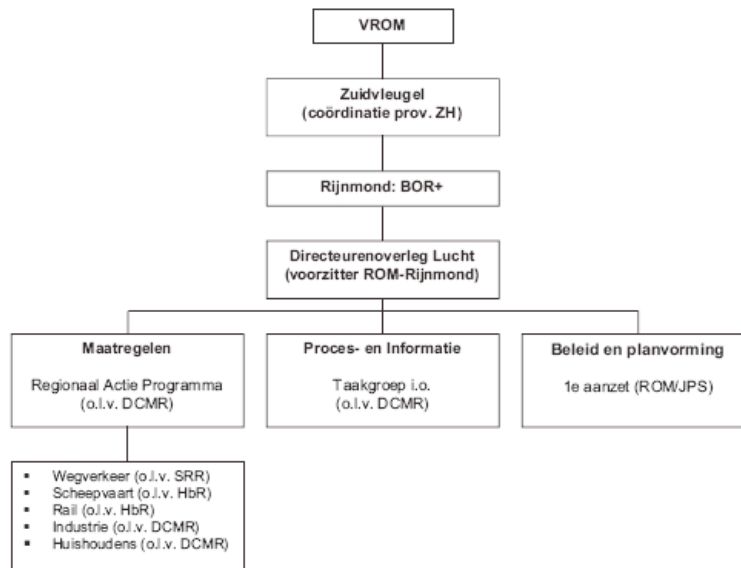 VROM
Zuidvleugel
(coördinatie prov. ZH)
Rijnmond: BOR+
Directeurenoverleg Lucht
(voorzitter ROM-Rijnmond)
Maatregelen
Regionaal Actie Programma
(o.l.v. DCMR)
Proces- en Informatie
Taakgroep i.o.
(o.l.v. DCMR)
Beleid en planvorming
1e aanzet (ROM/JPS)
▪ Wegverkeer (o.l.v. SRR)
▪ Scheepvaart (o.l.v. HbR)
▪ Rail (o.l.v. HbR)
▪ Industrie (o.l.v. DCMR)
▪ Huishoudens (o.l.v. DCMR)